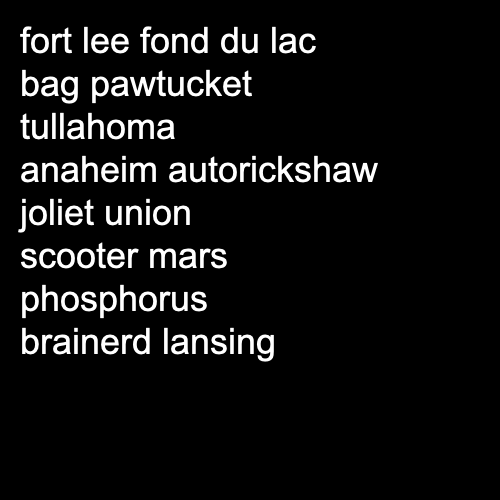 fort lee fond du lac
bag pawtucket
tullahoma
anaheim autorickshaw
joliet union
scooter mars
phosphorus
brainerd lansing